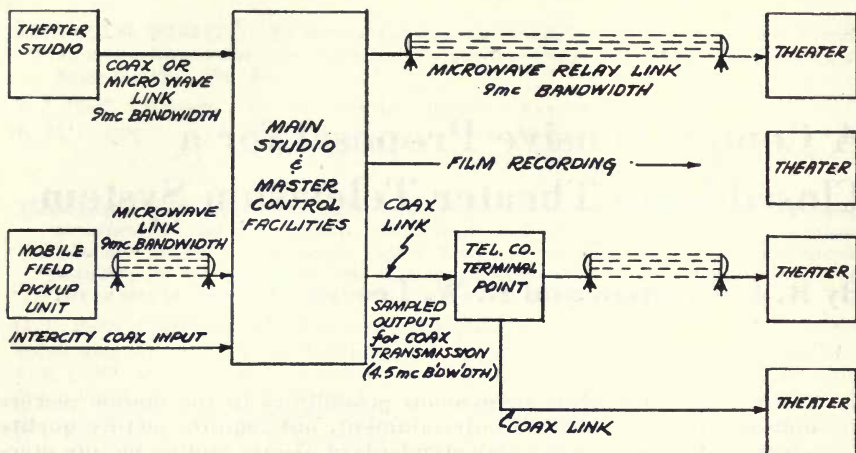 THEATER
STUDIO
COAX OR
MICRO WAVE
LINK
9mc BANDWIDTH
MICROWAVE
LINK
9mc BANDWIDTH
MOBILE
FIELD
PICKUP
UNIT
INTERCITY COAX INPUT
MAIN
STUDIO
&
MASTER
CONTROL
FACILITIES
MICROWAVE RELAY LINK
9mc BANDWIDTH
THEATER
FILM RECORDING
THEATER
COAX
LINK
SAMPLED
OUTPUT
for COAX
TRANSMISSION
(4.5mc B'DW'DTH)
TEL. CO.
TERMINAL
POINT
THEATER
COAX LINK
THEATER